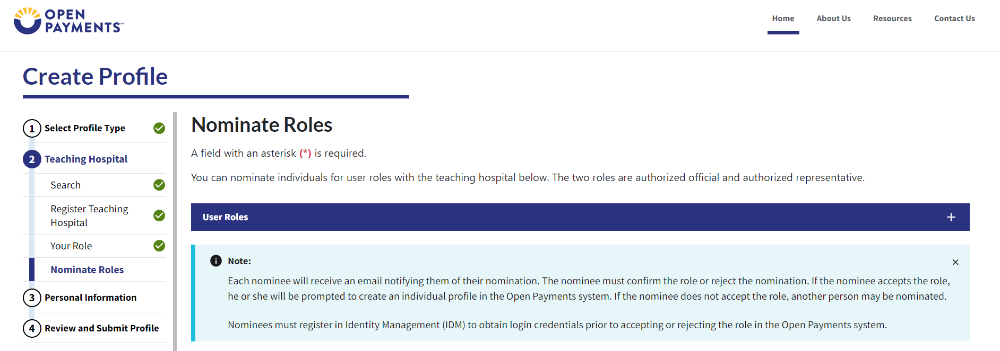 OPEN
PAYMENTS™
Home
About Us
Resources
Contact Us
Create Profile
1 Select Profile Type
2 Teaching Hospital
Search
Register Teaching
Hospital
Your Role
Nominate Roles
3 Personal Information
4 Review and Submit Profile
Nominate Roles
A field with an asterisk (*) is required.
You can nominate individuals for user roles with the teaching hospital below. The two roles are authorized official and authorized representative.
User Roles
Note:
Each nominee will receive an email notifying them of their nomination. The nominee must confirm the role or reject the nomination. If the nominee accepts the role,
he or she will be prompted to create an individual profile in the Open Payments system. If the nominee does not accept the role, another person may be nominated.
Nominees must register in Identity Management (IDM) to obtain login credentials prior to accepting or rejecting the role in the Open Payments system.